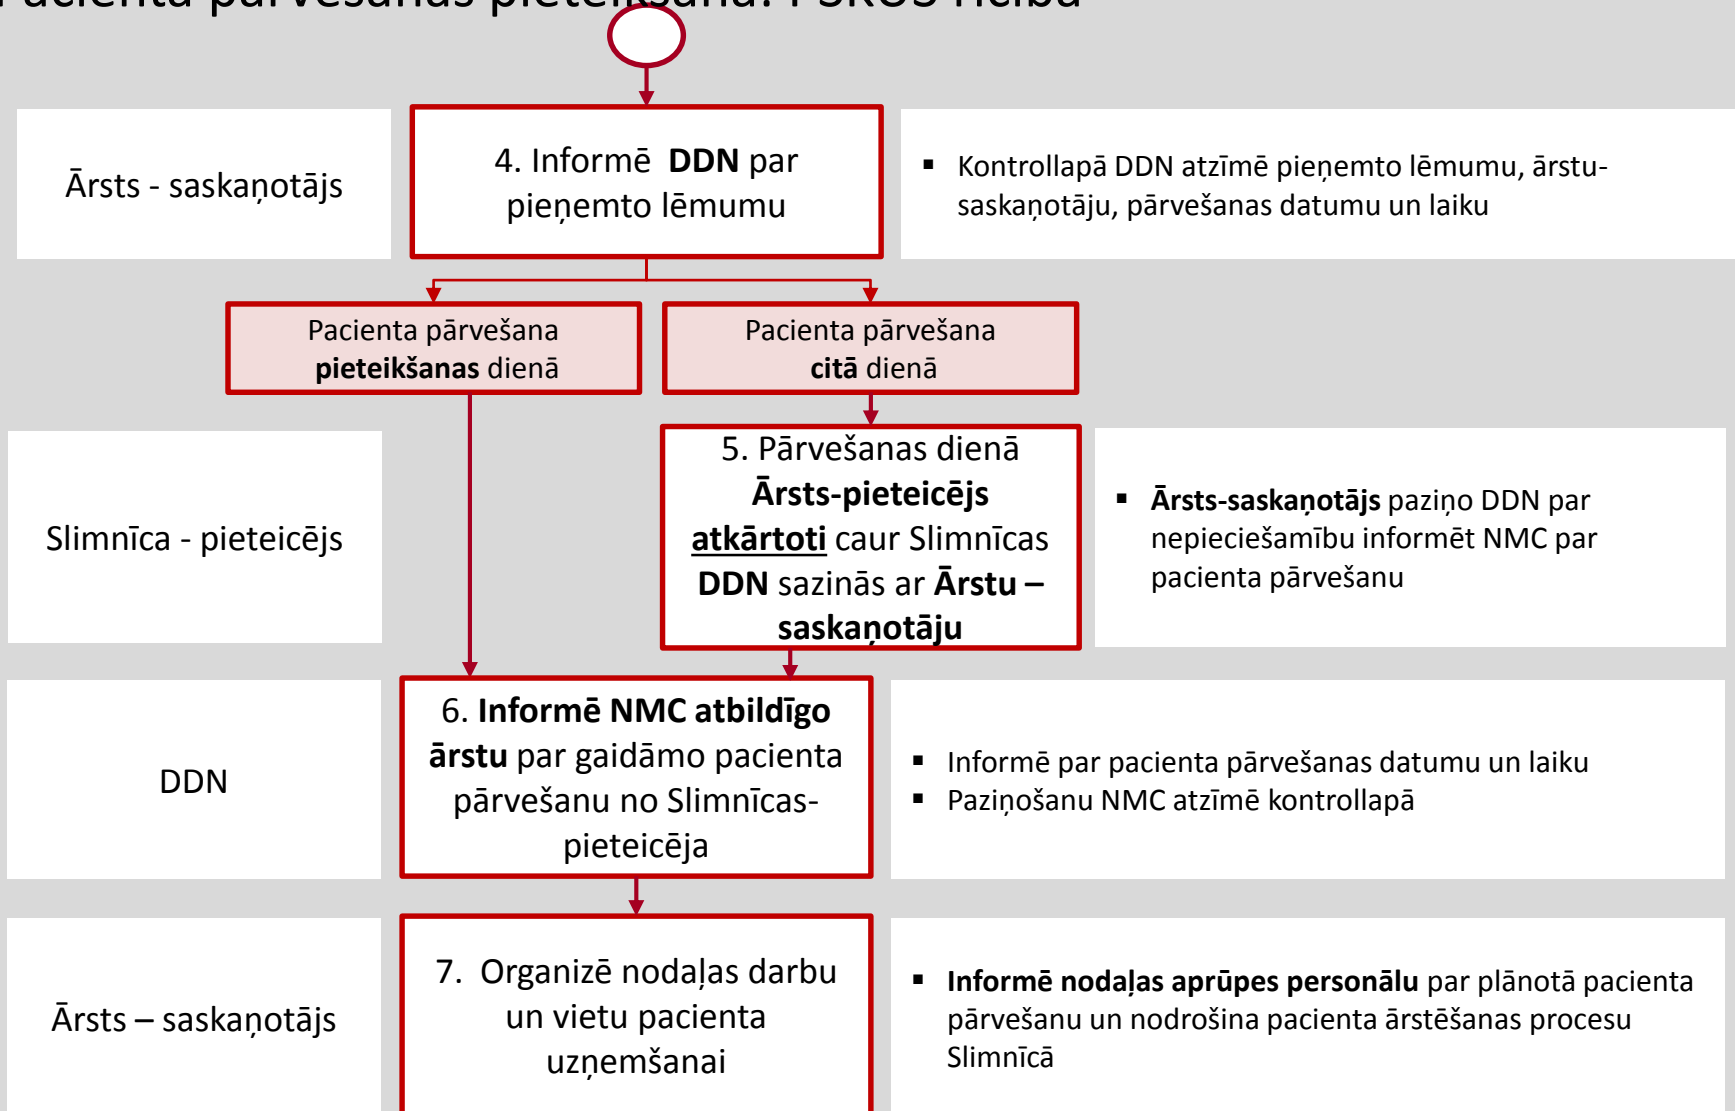 Pacienta pārvešanas pieteikšana: PSKUS rīcība
Ārsts - saskaņotājs
4. Informē DDN par
pieņemto lēmumu
▪ Kontrollapā DDN atzīmē pieņemto lēmumu, ārstu-
saskaņotāju, pārvešanas datumu un laiku
Pacienta pārvešana
pieteikšanas dienā
Pacienta pārvešana
citā dienā
Slimnīca - pieteicējs
5. Pārvešanas dienā
Ārsts-pieteicējs
atkārtoti caur Slimnīcas
DDN sazinās ar Ārstu –
saskaņotāju
▪ Ārsts-saskaņotājs paziņo DDN par
nepieciešamību informēt NMC par
pacienta pārvešanu
DDN
6. Informē NMC atbildīgo
ārstu par gaidāmo pacienta
pārvešanu no Slimnīcas-
pieteicēja
▪ Informē par pacienta pārvešanas datumu un laiku
▪ Paziņošanu NMC atzīmē kontrollapā
Ārsts – saskaņotājs
7. Organizē nodaļas darbu
un vietu pacienta
uzņemšanai
▪ Informē nodaļas aprūpes personālu par plānotā pacienta
pārvešanu un nodrošina pacienta ārstēšanas procesu
Slimnīcā